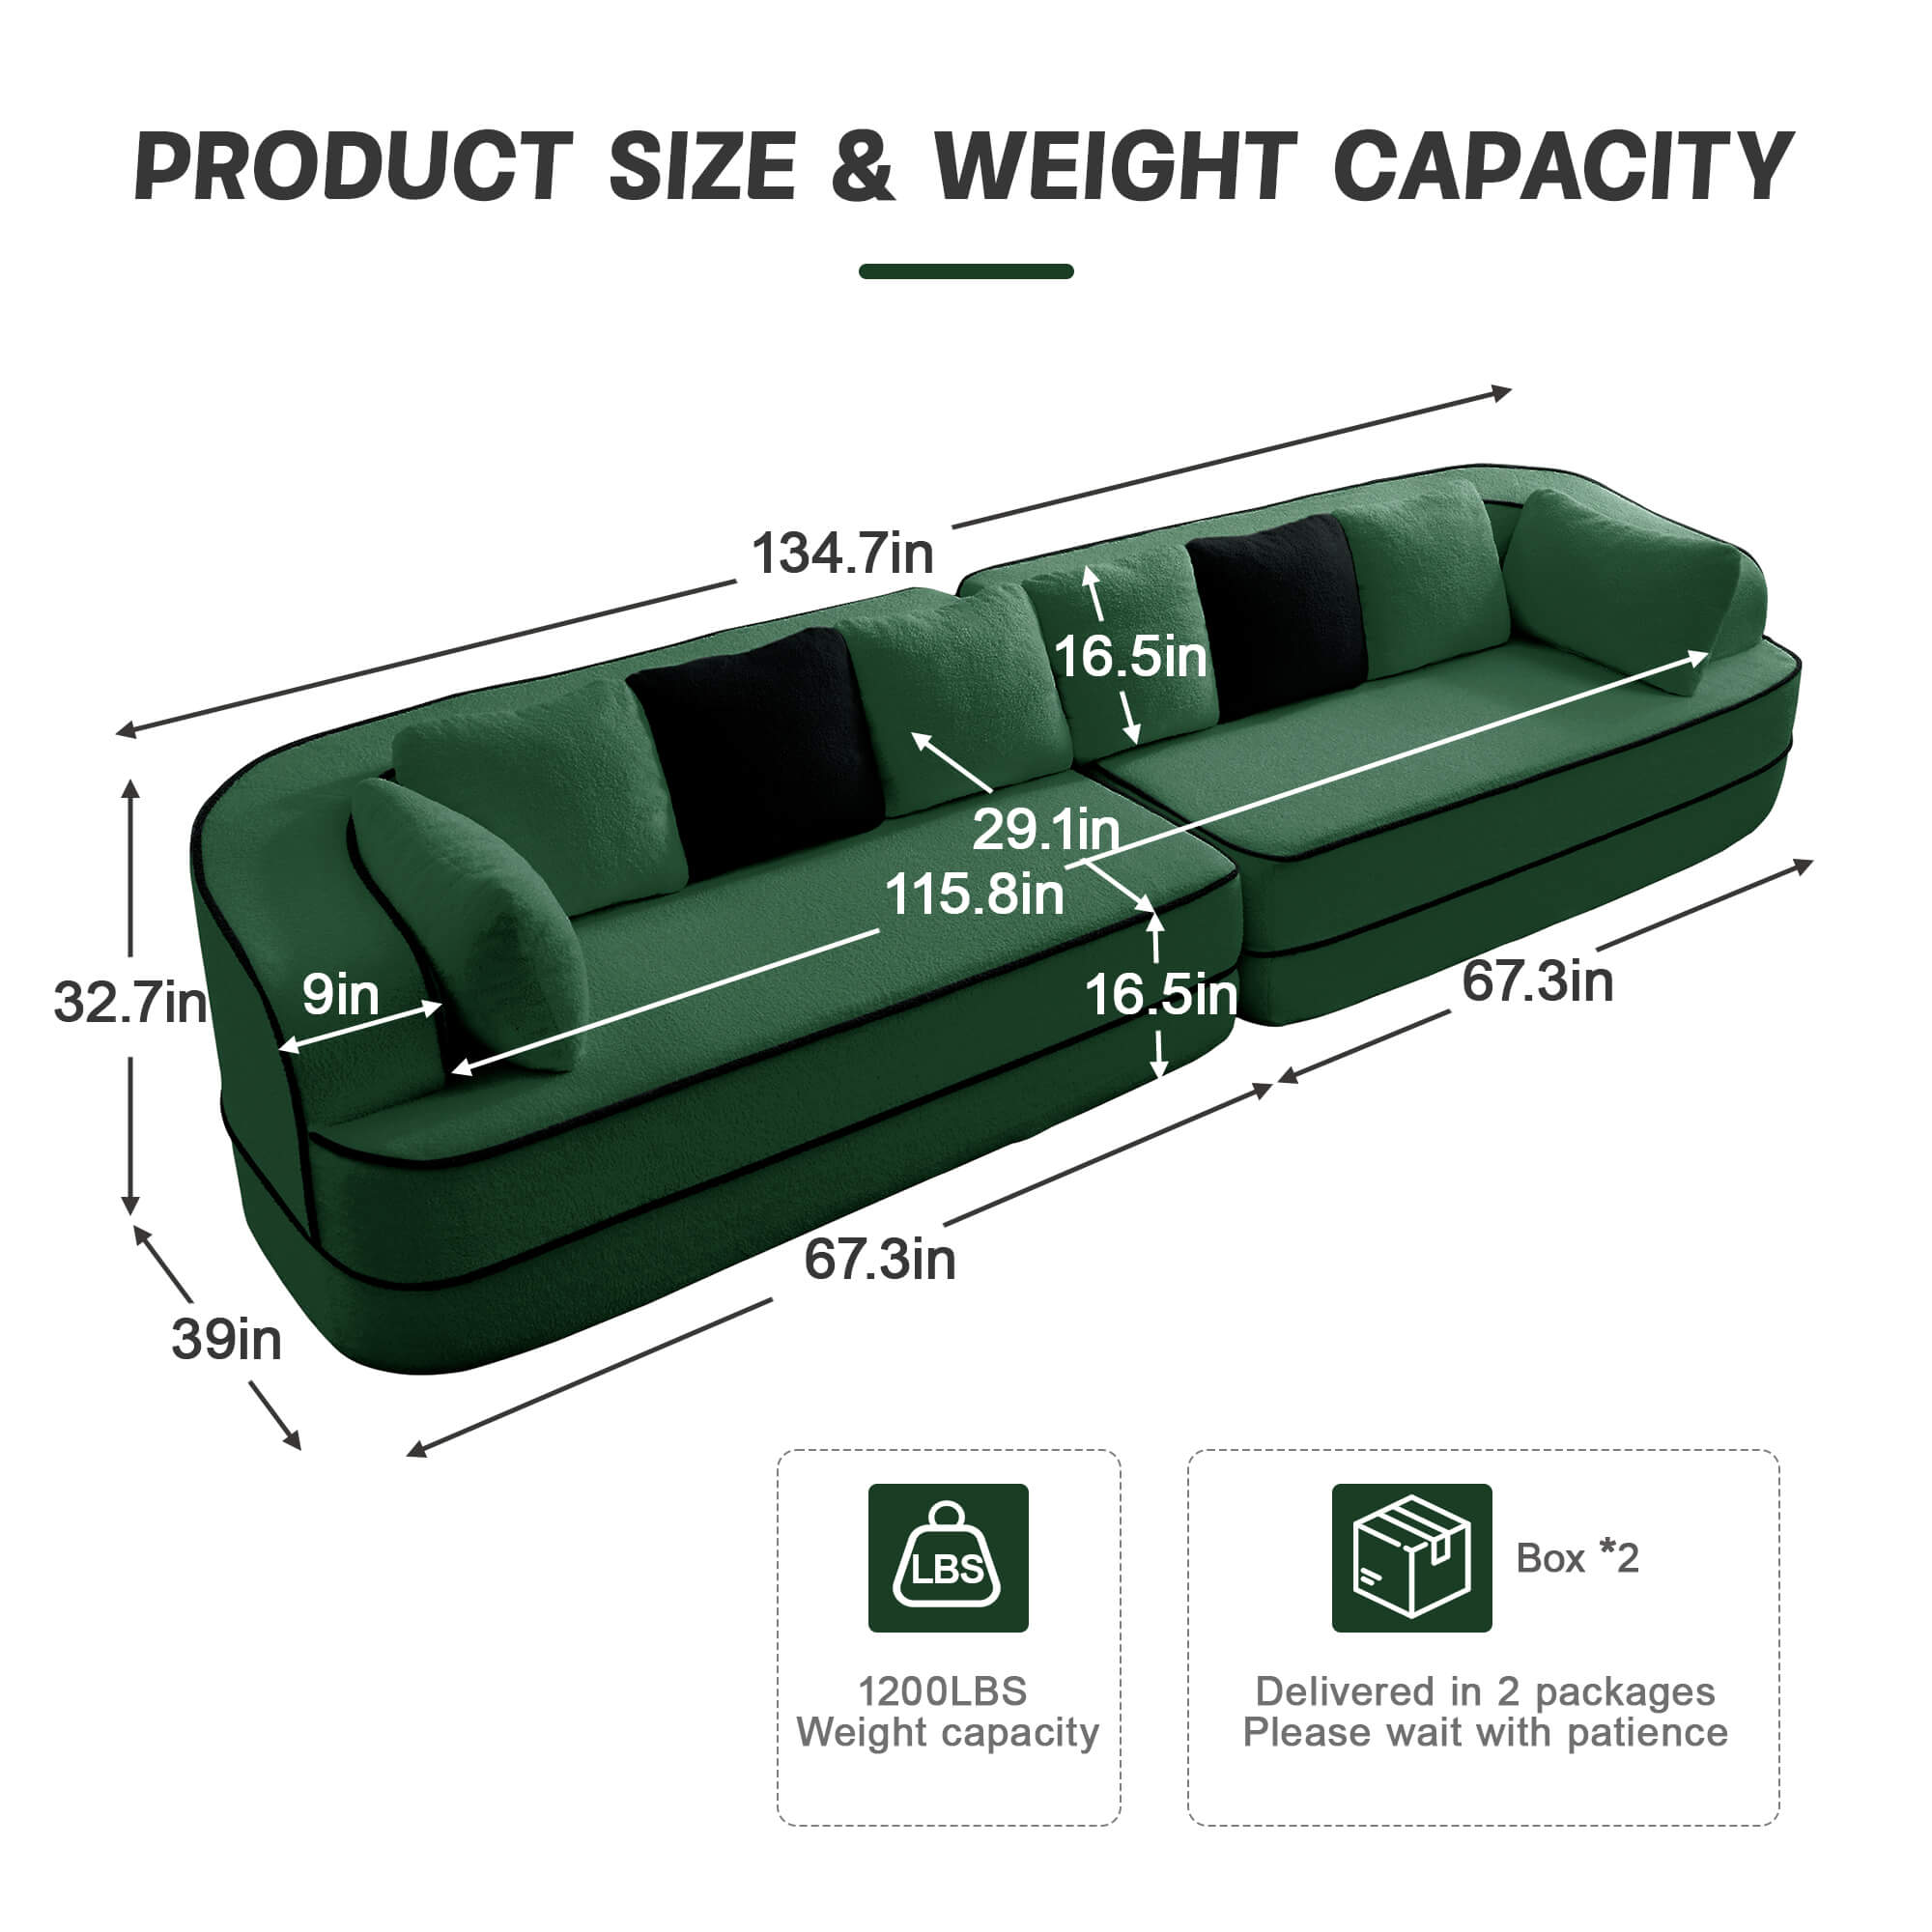 PRODUCT SIZE & WEIGHT CAPACITY
134.7in
16.5in
29.1in
115.8in
9in
32.7in
16.5in
67.3in
67.3in
39in
LBS
Box *2
1200LBS
Weight capacity
Delivered in 2 packages
Please wait with patience